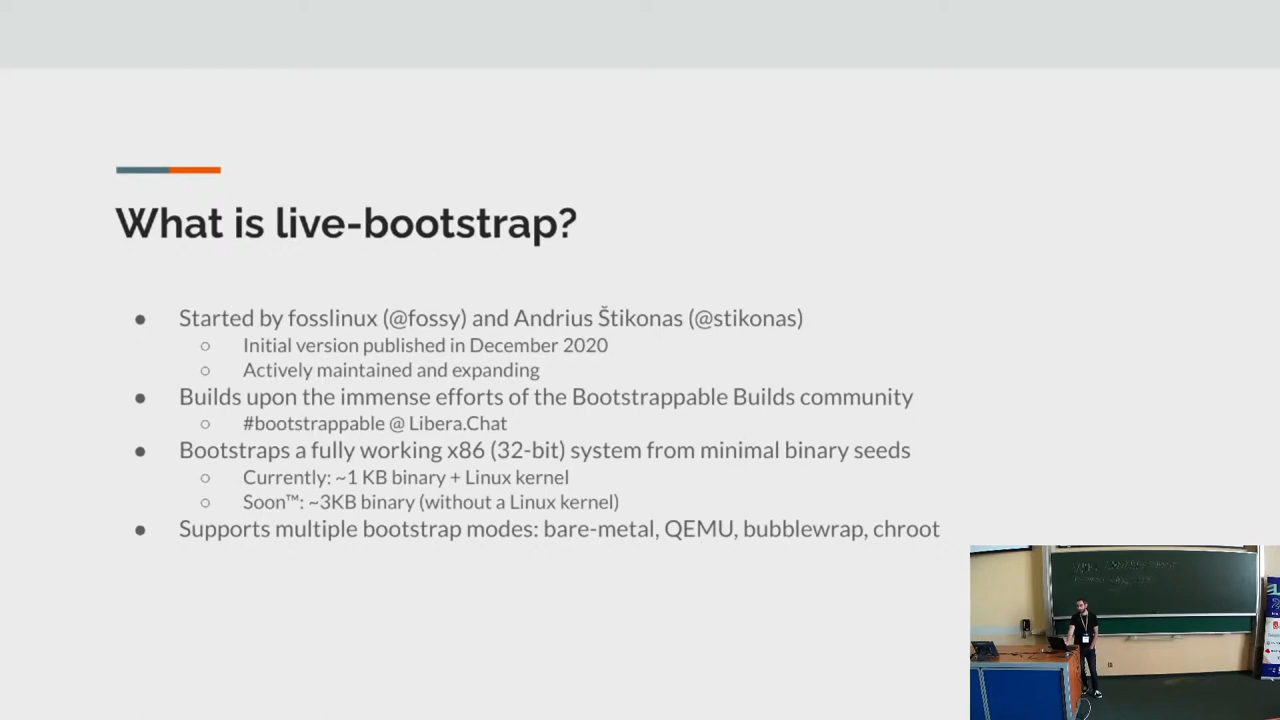 What is live-bootstrap?
● Started by fosslinux (@fossy) and Andrius Štikonas (@stikonas)
○ Initial version published in December 2020
○ Actively maintained and expanding
● Builds upon the immense efforts of the Bootstrappable Builds community
○ #bootstrappable @ Libera.Chat
● Bootstraps a fully working x86 (32-bit) system from minimal binary seeds
○ Currently: ~1 KB binary + Linux kernel
○ Soon™: ~3KB binary (without a Linux kernel)
● Supports multiple bootstrap modes: bare-metal, QEMU, bubblewrap, chroot